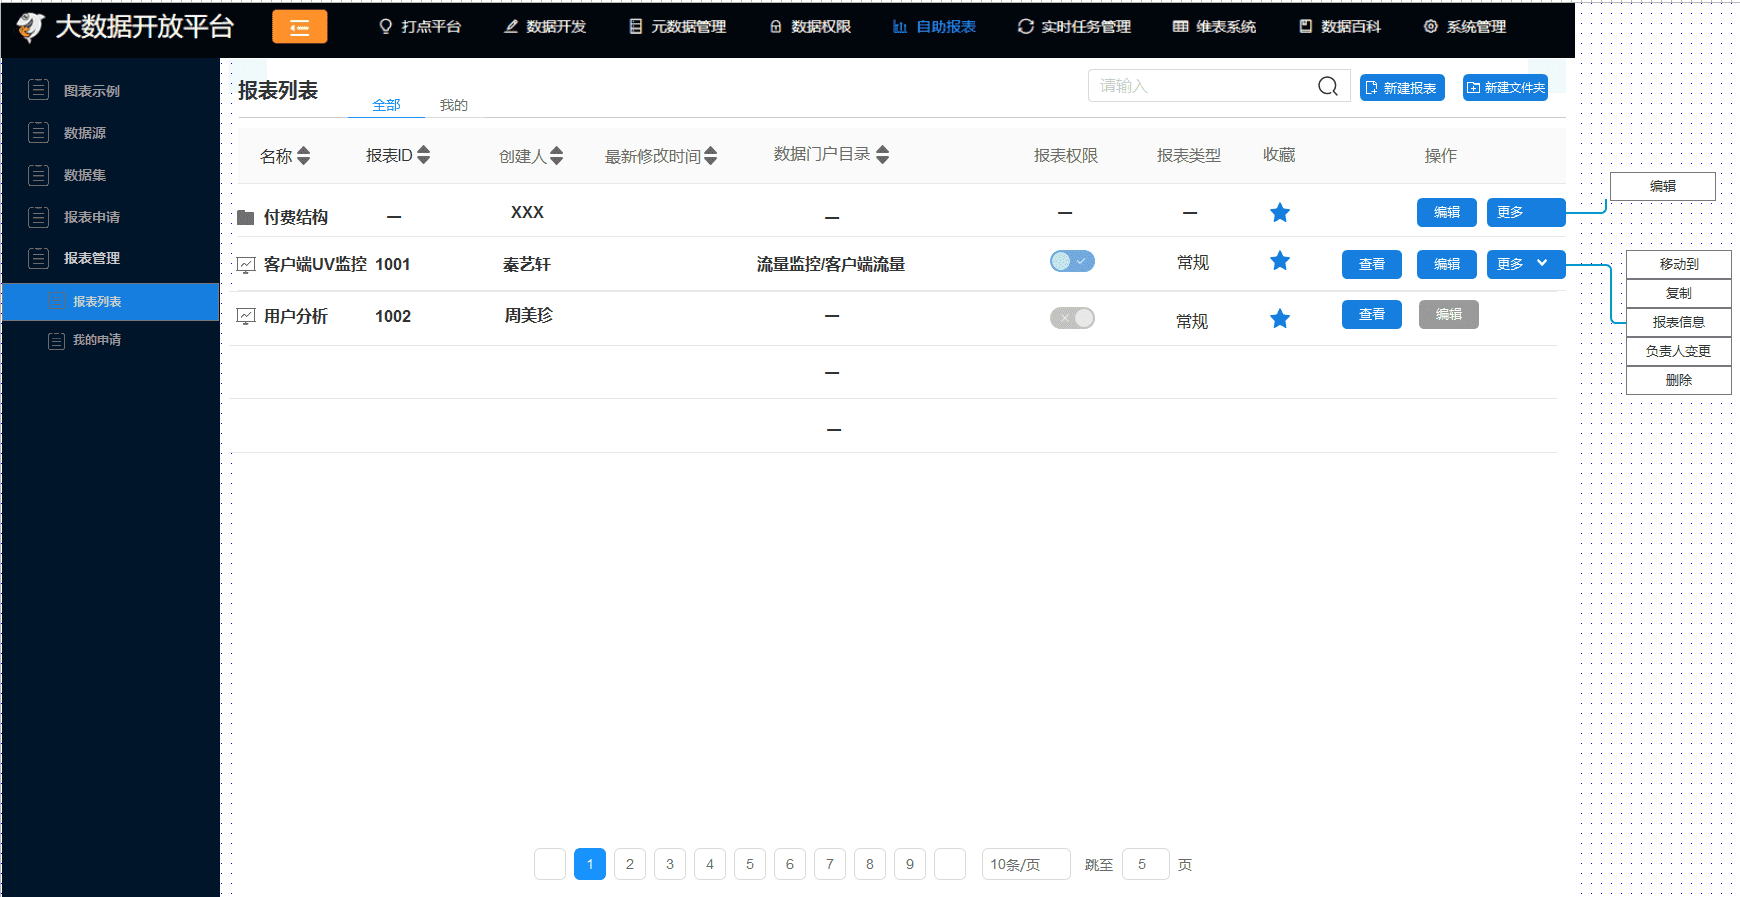 大数据开放平台
打点平台 数据开发 元数据管理 数据权限 自助报表 实时任务管理 维表系统 数据百科 系统管理
图表示例
数据源
数据集
报表申请
报表管理
报表列表
我的申请
报表列表 全部 我的 请输入 新建报表 新建文件夹
名称 报表ID 创建人 最新修改时间 数据门户目录 报表权限 报表类型 收藏 操作
付费结构 — XXX — — — 编辑 更多
客户端UV监控 1001 秦艺轩 流量监控/客户端流量 常规 查看 编辑 更多
用户分析 1002 周美珍 — 常规 查看 编辑
—
—
编辑
移动到
复制
报表信息
负责人变更
删除
1 2 3 4 5 6 7 8 9 10条/页 跳至 5 页